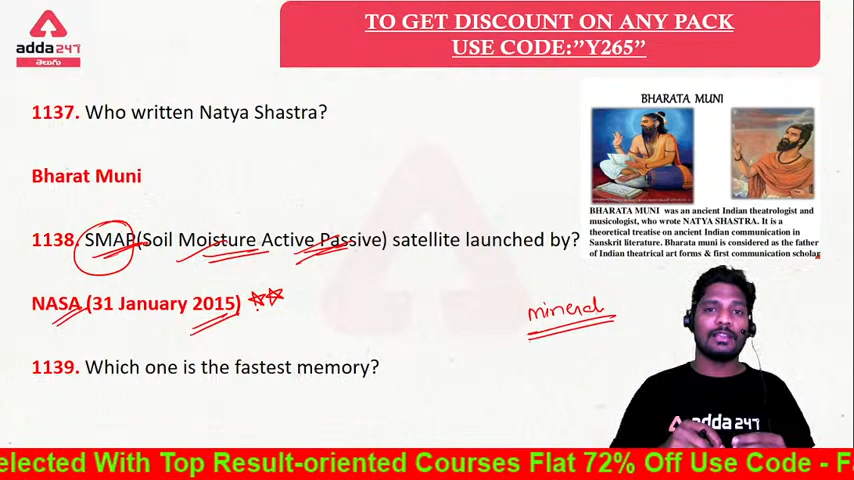 TO GET DISCOUNT ON ANY PACK
USE CODE:"Y265"
adda247
తెలుగు
1137. Who written Natya Shastra?
Bharat Muni
1138. SMAP(Soil Moisture Active Passive) satellite launched by?
NASA (31 January 2015)
mineral
1139. Which one is the fastest memory?
BHARATA MUNI
BHARATA MUNI was an ancient Indian theatrologist and
musicologist, who wrote NATYA SHASTRA. It is a
theoretical treatise on ancient Indian communication in
Sanskrit literature. Bharata muni is considered as the father
of Indian theatrical art forms & first communication scholar
adda247
elected With Top Result-oriented Courses Flat 72% Off Use Code - F